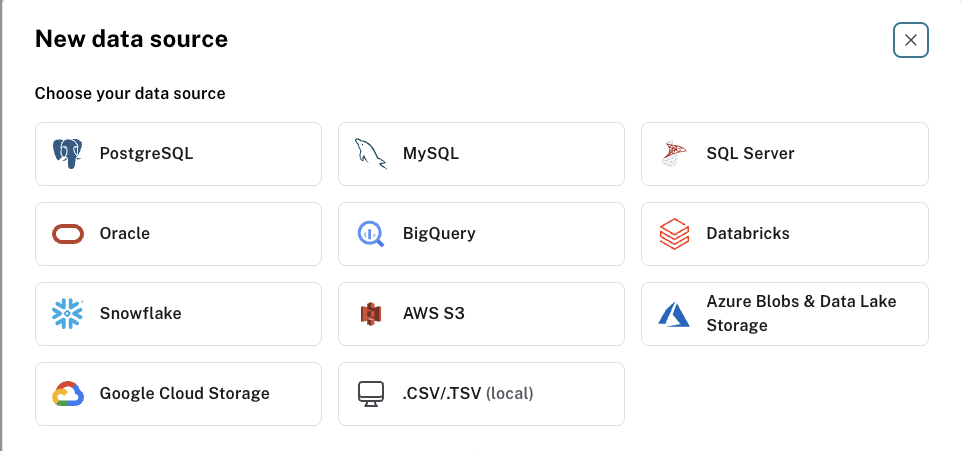 New data source
Choose your data source
PostgreSQL
MySQL
SQL Server
Oracle
BigQuery
Databricks
Snowflake
AWS S3
Azure Blobs & Data Lake
Storage
Google Cloud Storage
.CSV/.TSV (local)